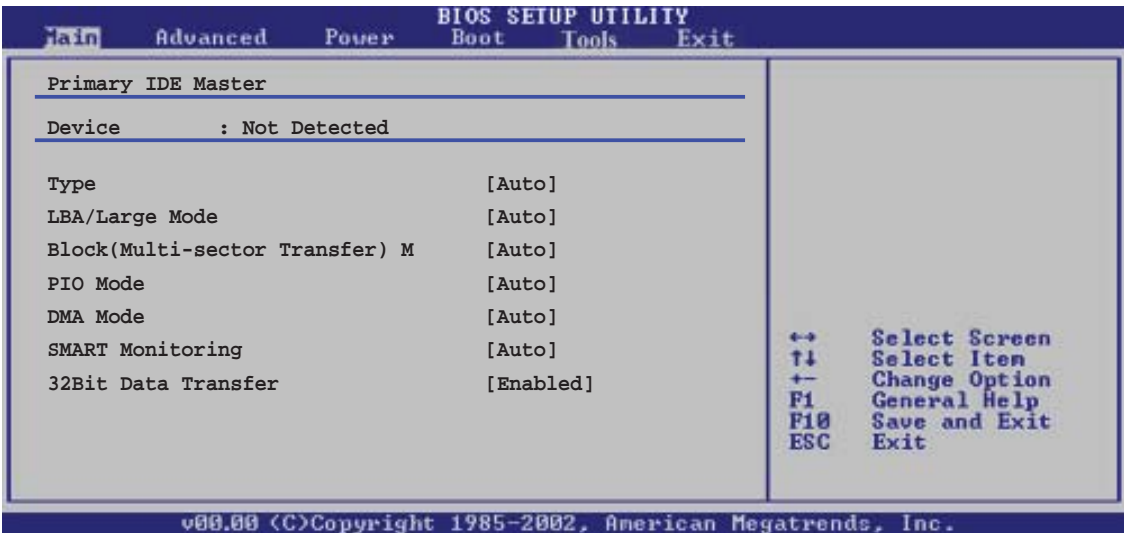 BIOS SETUP UTILITY
Main Advanced Power Boot Tools Exit
Primary IDE Master
Device : Not Detected
Type [Auto]
LBA/Large Mode [Auto]
Block(Multi-sector Transfer) M [Auto]
PIO Mode [Auto]
DMA Mode [Auto]
SMART Monitoring [Auto]
32Bit Data Transfer [Enabled]
←→ Select Screen
↑↓ Select Item
+- Change Option
F1 General Help
F10 Save and Exit
ESC Exit
v00.00 (C)Copyright 1985-2002, American Megatrends, Inc.